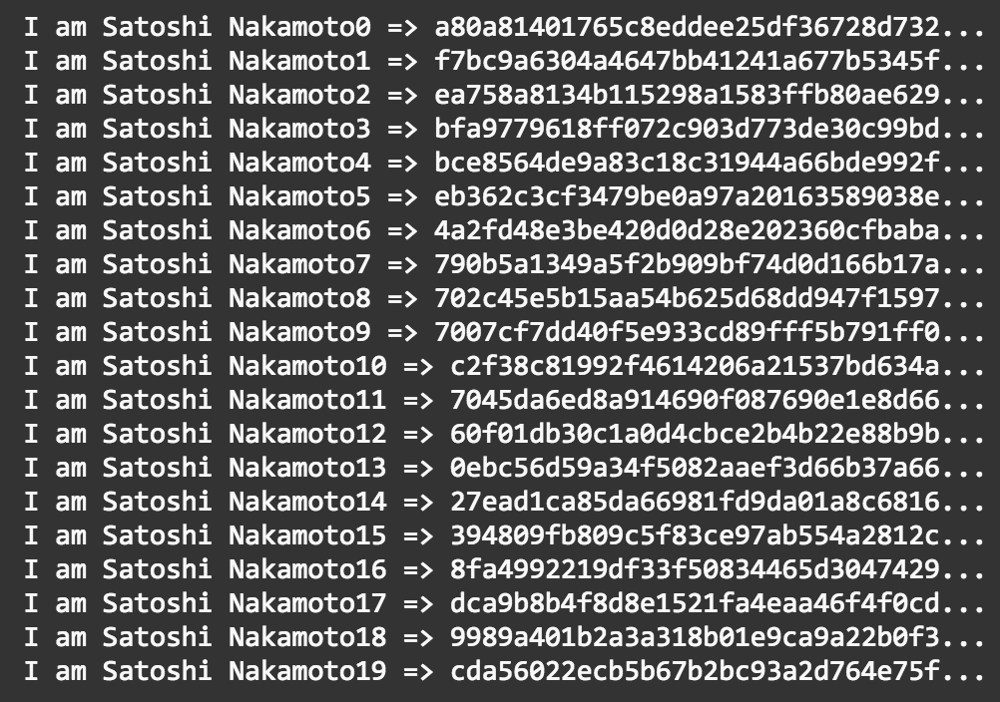 I am Satoshi Nakamoto0 => a80a81401765c8eddee25df36728d732...
I am Satoshi Nakamoto1 => f7bc9a6304a4647bb41241a677b5345f...
I am Satoshi Nakamoto2 => ea758a8134b115298a1583ffb80ae629...
I am Satoshi Nakamoto3 => bfa9779618ff072c903d773de30c99bd...
I am Satoshi Nakamoto4 => bce8564de9a83c18c31944a66bde992f...
I am Satoshi Nakamoto5 => eb362c3cf3479be0a97a20163589038e...
I am Satoshi Nakamoto6 => 4a2fd48e3be420d0d28e202360cfbaba...
I am Satoshi Nakamoto7 => 790b5a1349a5f2b909bf74d0d166b17a...
I am Satoshi Nakamoto8 => 702c45e5b15aa54b625d68dd947f1597...
I am Satoshi Nakamoto9 => 7007cf7dd40f5e933cd89fff5b791ff0...
I am Satoshi Nakamoto10 => c2f38c81992f4614206a21537bd634a...
I am Satoshi Nakamoto11 => 7045da6ed8a914690f087690e1e8d66...
I am Satoshi Nakamoto12 => 60f01db30c1a0d4cbce2b4b22e88b9b...
I am Satoshi Nakamoto13 => 0ebc56d59a34f5082aaef3d66b37a66...
I am Satoshi Nakamoto14 => 27ead1ca85da66981fd9da01a8c6816...
I am Satoshi Nakamoto15 => 394809fb809c5f83ce97ab554a2812c...
I am Satoshi Nakamoto16 => 8fa4992219df33f50834465d3047429...
I am Satoshi Nakamoto17 => dca9b8b4f8d8e1521fa4eaa46f4f0cd...
I am Satoshi Nakamoto18 => 9989a401b2a3a318b01e9ca9a22b0f3...
I am Satoshi Nakamoto19 => cda56022ecb5b67b2bc93a2d764e75f...